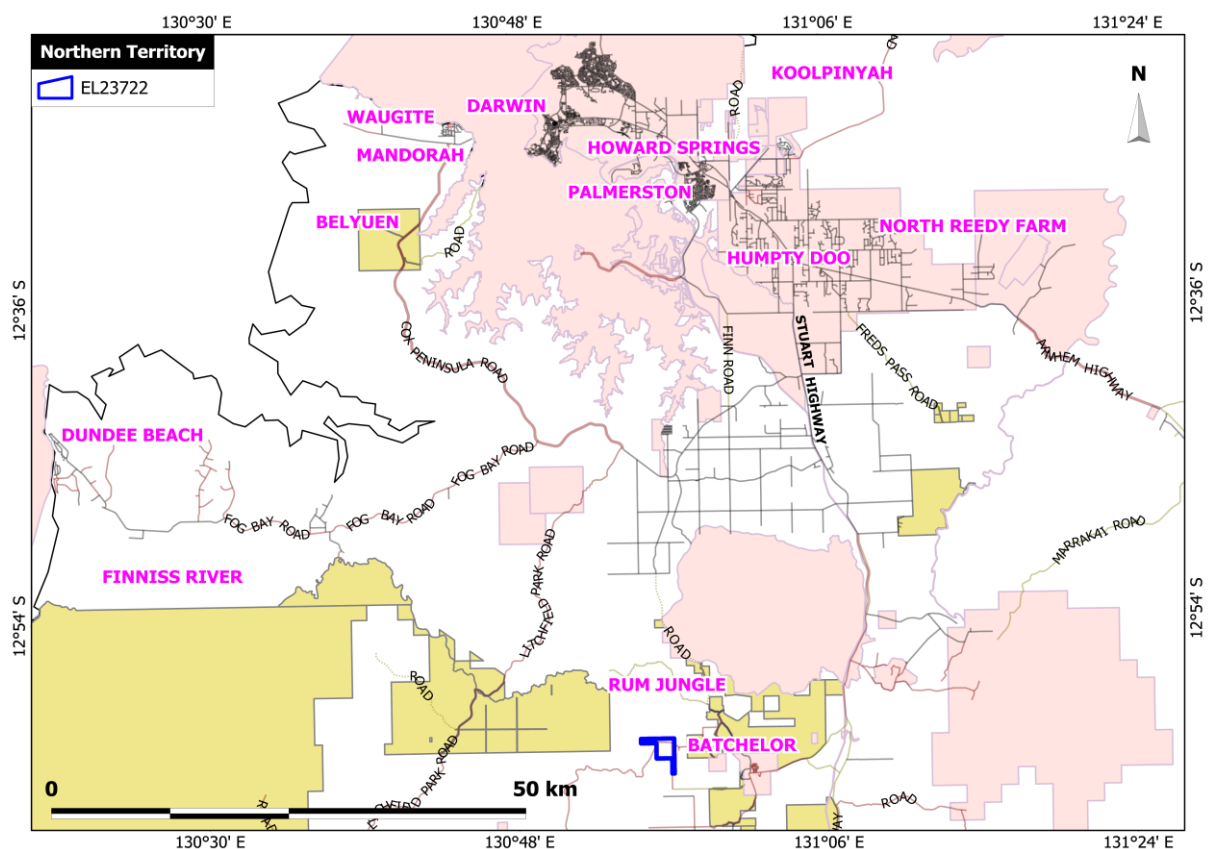 130°30' E
130°48' E
131°06' E
131°24' E
Northern Territory
EL23722
KOOLPINYAH
N
ROAD
DARWIN
WAUGITE
MANDORAH
HOWARD SPRINGS
PALMERSTON
BELYUEN
ROAD
NORTH REEDY FARM
HUMPTY DOO
12°36' S
12°36' S
COX PENINSULA ROAD
FINN ROAD
STUART HIGHWAY
FREDS PASS ROAD
ARNHEM HIGHWAY
DUNDEE BEACH
FOG BAY ROAD
FOG BAY ROAD
FOG BAY ROAD
MARRAKAI ROAD
LITCHFIELD PARK ROAD
FINNISS RIVER
12°54' S
12°54' S
ROAD
ROAD
RUM JUNGLE
BATCHELOR
D PARK ROAD
0
50 km
ROAD
130°30' E
130°48' E
131°06' E
131°24' E